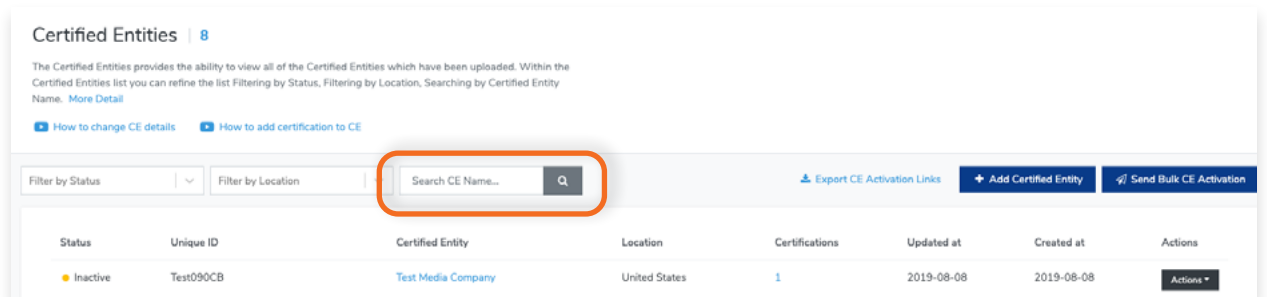 Certified Entities | 8
The Certified Entities provides the ability to view all of the Certified Entities which have been uploaded. Within the
Certified Entities list you can refine the list Filtering by Status, Filtering by Location, Searching by Certified Entity
Name. More Detail
How to change CE details How to add certification to CE
Filter by Status Filter by Location Search CE Name... Export CE Activation Links + Add Certified Entity Send Bulk CE Activation
Status Unique ID Certified Entity Location Certifications Updated at Created at Actions
Inactive Test090CB Test Media Company United States 1 2019-08-08 2019-08-08 Actions